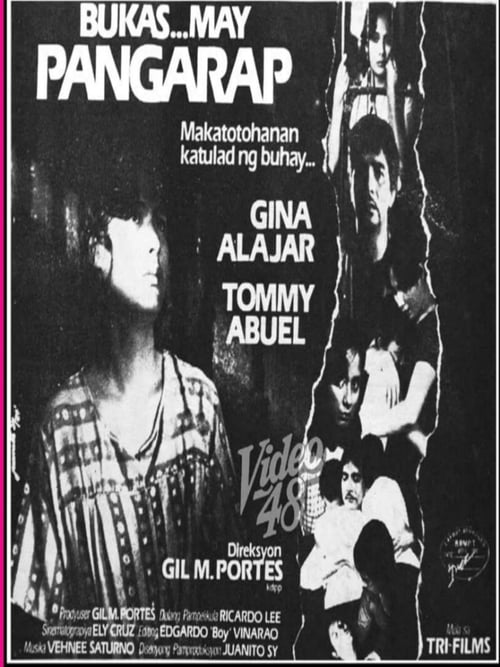 BUKAS...MAY
PANGARAP
Makatotohanan
katulad ng buhay...
GINA
ALAJAR
TOMMY
ABUEL
Video
48
Direksyon
GIL M. PORTES
kdpp
Prodyuser GIL M. PORTES Dulang Pampelikula RICARDO LEE
Sinematograpiya ELY CRUZ Editing EDGARDO 'Boy' VINARAO
Musika VEHNEE SATURNO Disenyong Pamproduksyon JUANITO SY
Mula sa
TRI-FILMS